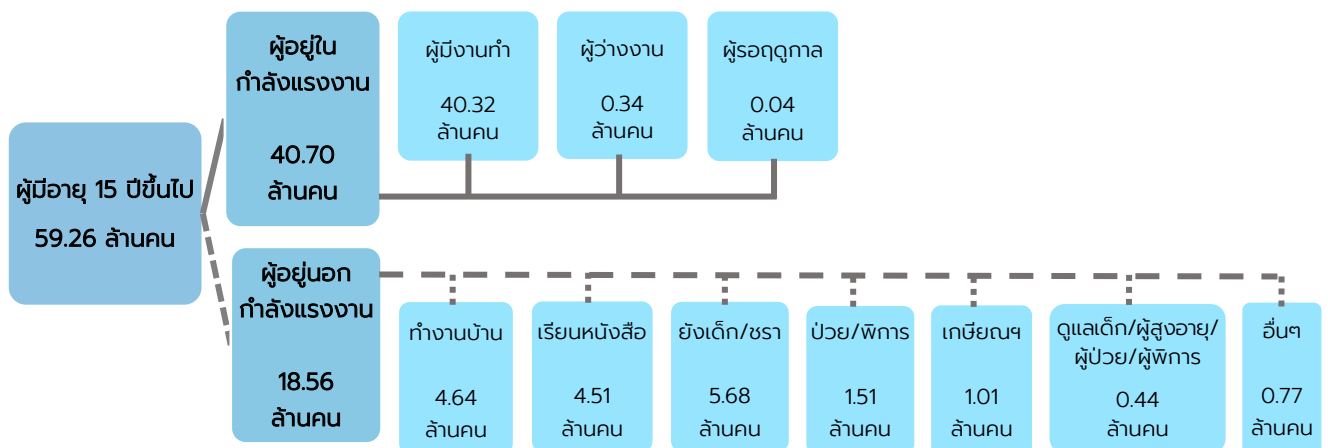 ผู้มีอายุ 15 ปีขึ้นไป
59.26 ล้านคน
ผู้อยู่ใน
กำลังแรงงาน
40.70
ล้านคน
ผู้มีงานทำ
40.32
ล้านคน
ผู้ว่างงาน
0.34
ล้านคน
ผู้รอฤดูกาล
0.04
ล้านคน
ผู้อยู่นอก
กำลังแรงงาน
18.56
ล้านคน
ทำงานบ้าน
4.64
ล้านคน
เรียนหนังสือ
4.51
ล้านคน
ยังเด็ก/ชรา
5.68
ล้านคน
ป่วย/พิการ
1.51
ล้านคน
เกษียณฯ
1.01
ล้านคน
ดูแลเด็ก/ผู้สูงอายุ/
ผู้ป่วย/ผู้พิการ
0.44
ล้านคน
อื่นๆ
0.77
ล้านคน